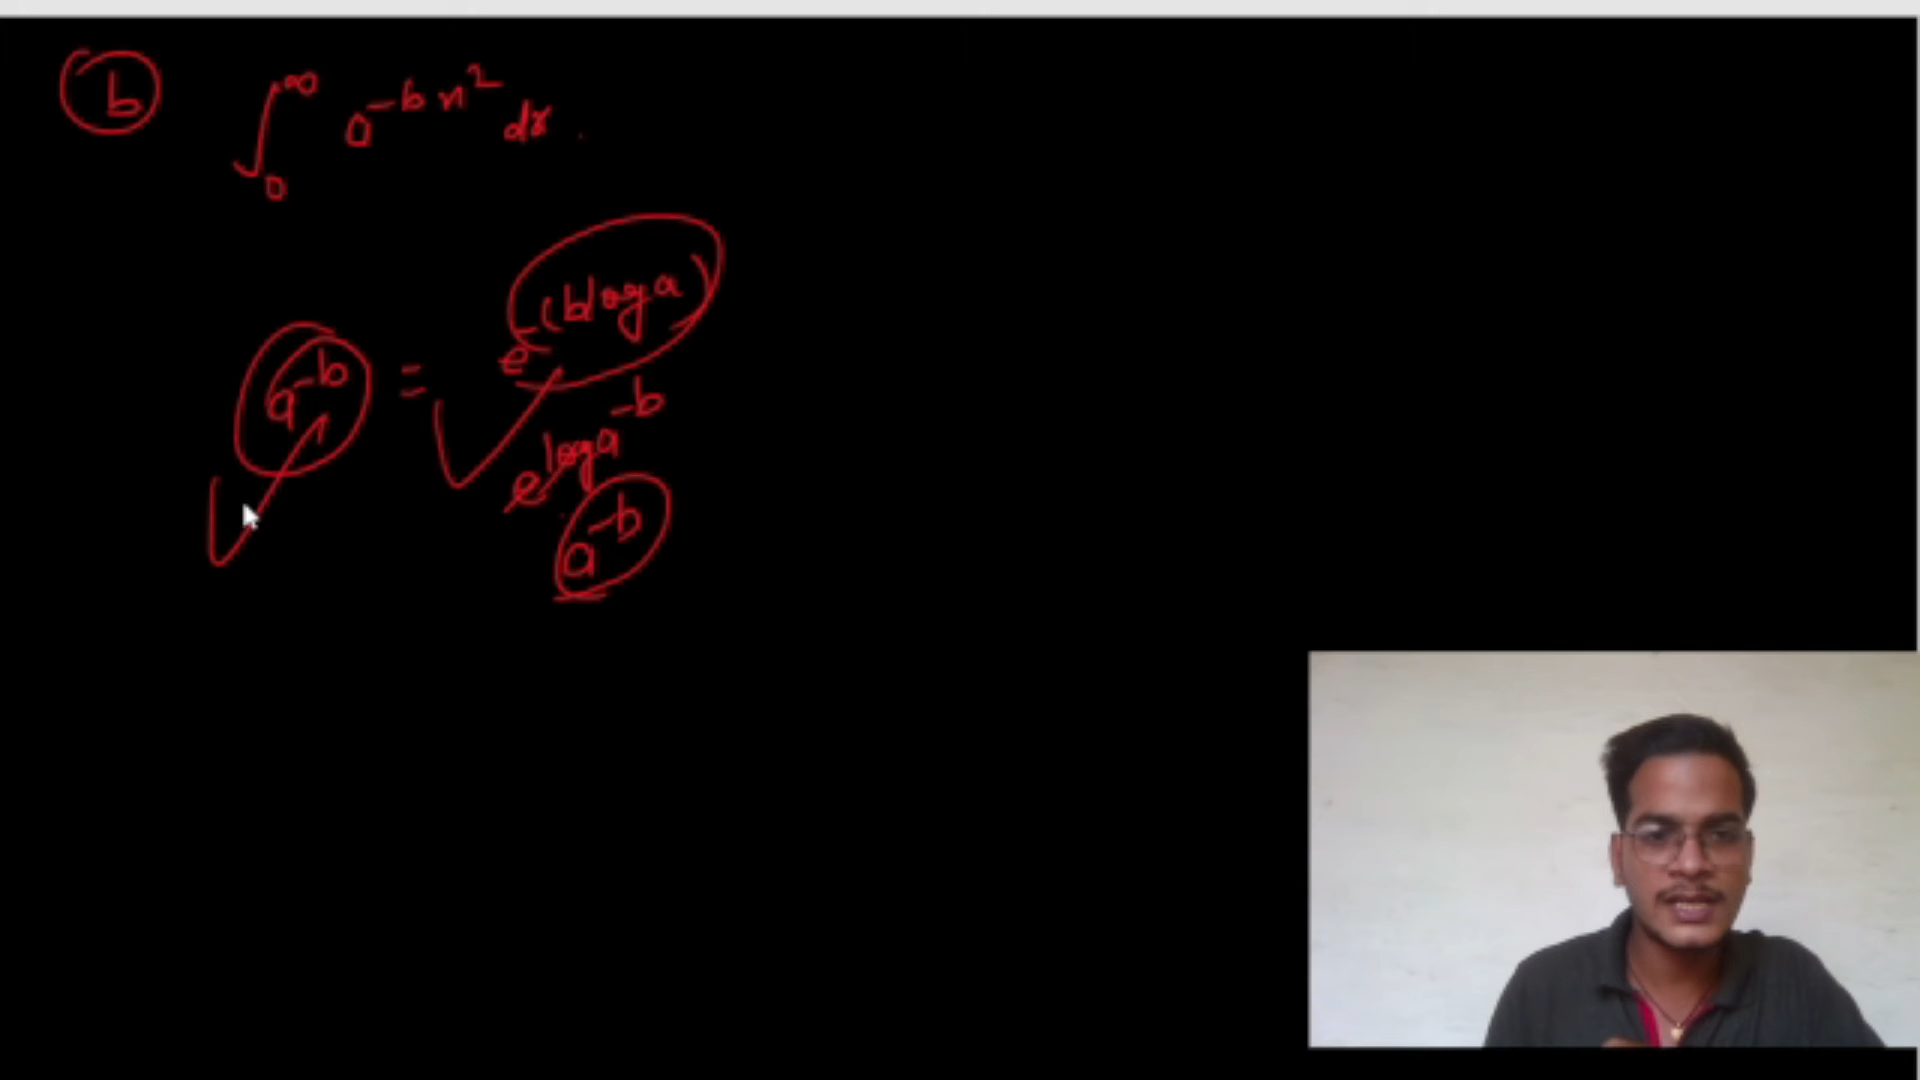 b ∫₀^∞ a^{-bx²} dx.
a^{-b} = e^{-(b log a)}
e^{log a^{-b}}
a^{-b}